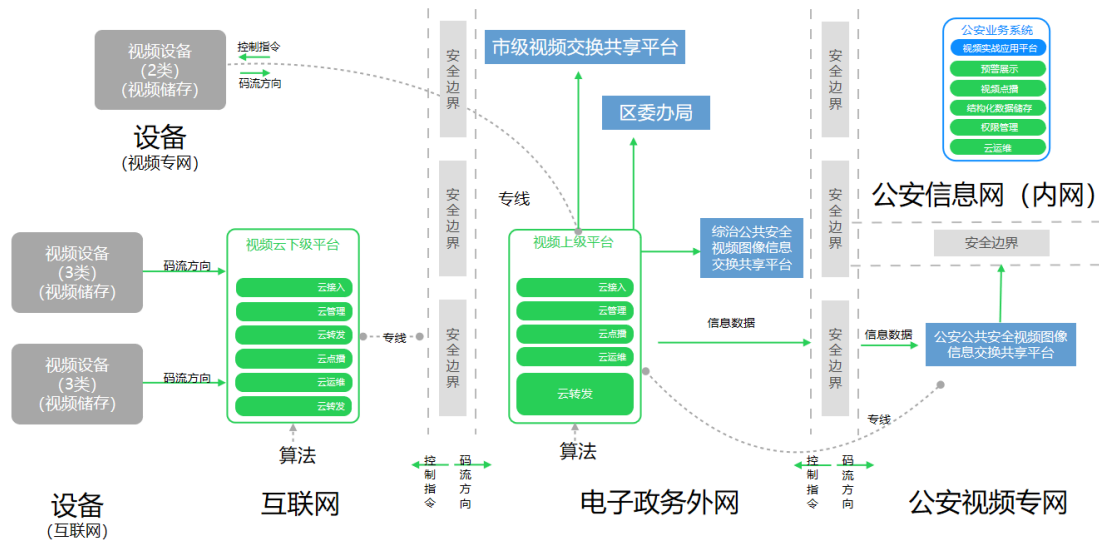 视频设备
（2类）
（视频储存）
控制指令
码流方向
设备
（视频专网）
视频设备
（3类）
（视频储存）
码流方向
视频设备
（3类）
（视频储存）
码流方向
设备
（互联网）
视频云下级平台
云接入
云管理
云转发
云点播
云运维
云转发
算法
互联网
专线
安全边界
安全边界
安全边界
控制指令
码流方向
市级视频交换共享平台
区委办局
专线
视频上级平台
云接入
云管理
云点播
云运维
云转发
算法
电子政务外网
综治公共安全
视频图像信息
交换共享平台
信息数据
安全边界
安全边界
安全边界
控制指令
码流方向
公安业务系统
视频实战应用平台
预警展示
视频点播
结构化数据储存
权限管理
云运维
公安信息网（内网）
安全边界
信息数据
公安公共安全视频图像
信息交换共享平台
专线
公安视频专网